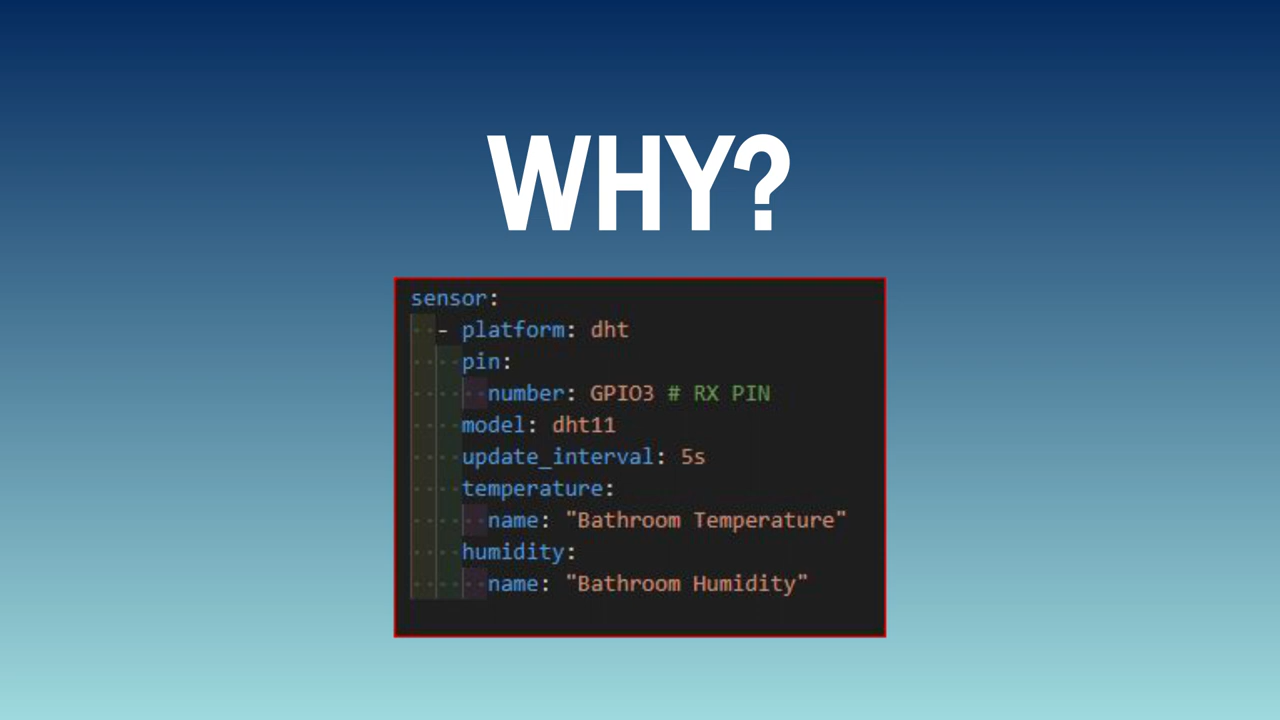 WHY?
sensor:
  - platform: dht
    pin:
      number: GPIO3 # RX PIN
    model: dht11
    update_interval: 5s
    temperature:
      name: "Bathroom Temperature"
    humidity:
      name: "Bathroom Humidity"